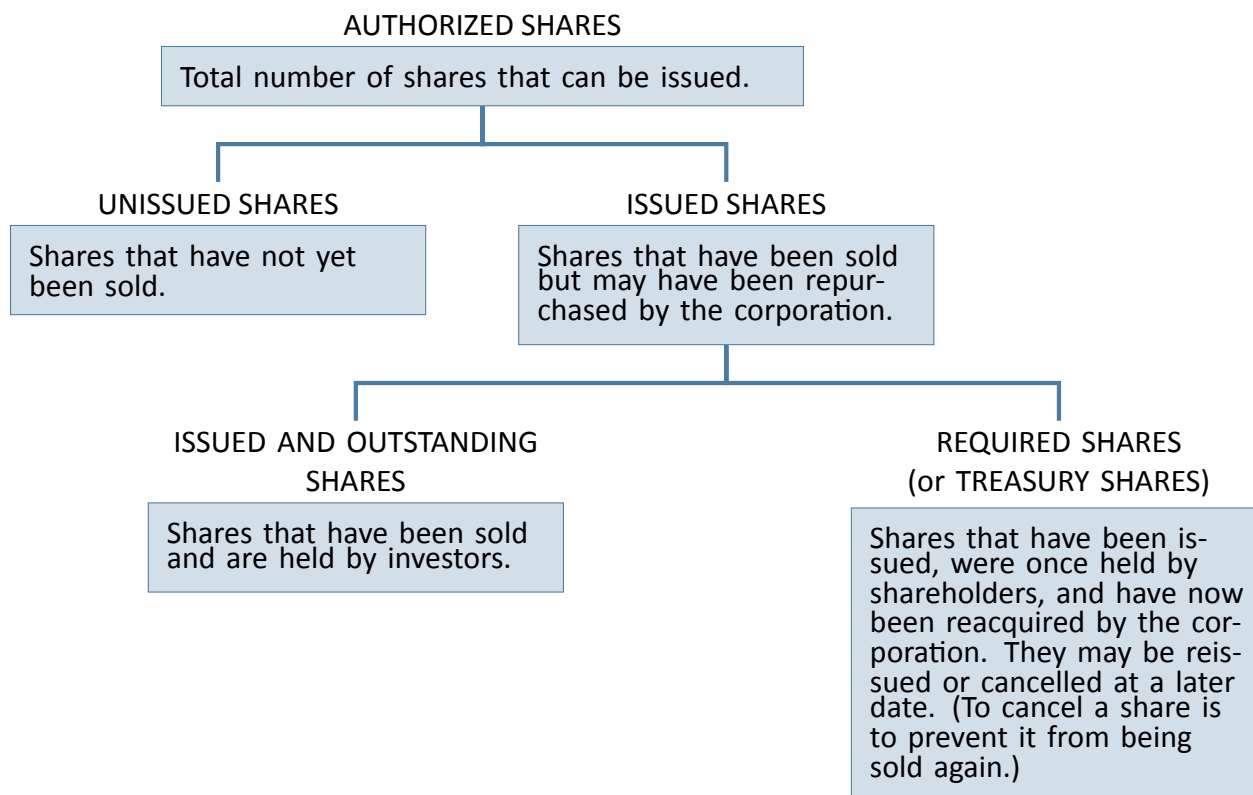 AUTHORIZED SHARES
Total number of shares that can be issued.
UNISSUED SHARES
Shares that have not yet
been sold.
ISSUED SHARES
Shares that have been sold
but may have been repur-
chased by the corporation.
ISSUED AND OUTSTANDING
SHARES
Shares that have been sold
and are held by investors.
REQUIRED SHARES
(or TREASURY SHARES)
Shares that have been is-
sued, were once held by
shareholders, and have now
been reacquired by the cor-
poration. They may be reis-
sued or cancelled at a later
date. (To cancel a share is
to prevent it from being
sold again.)